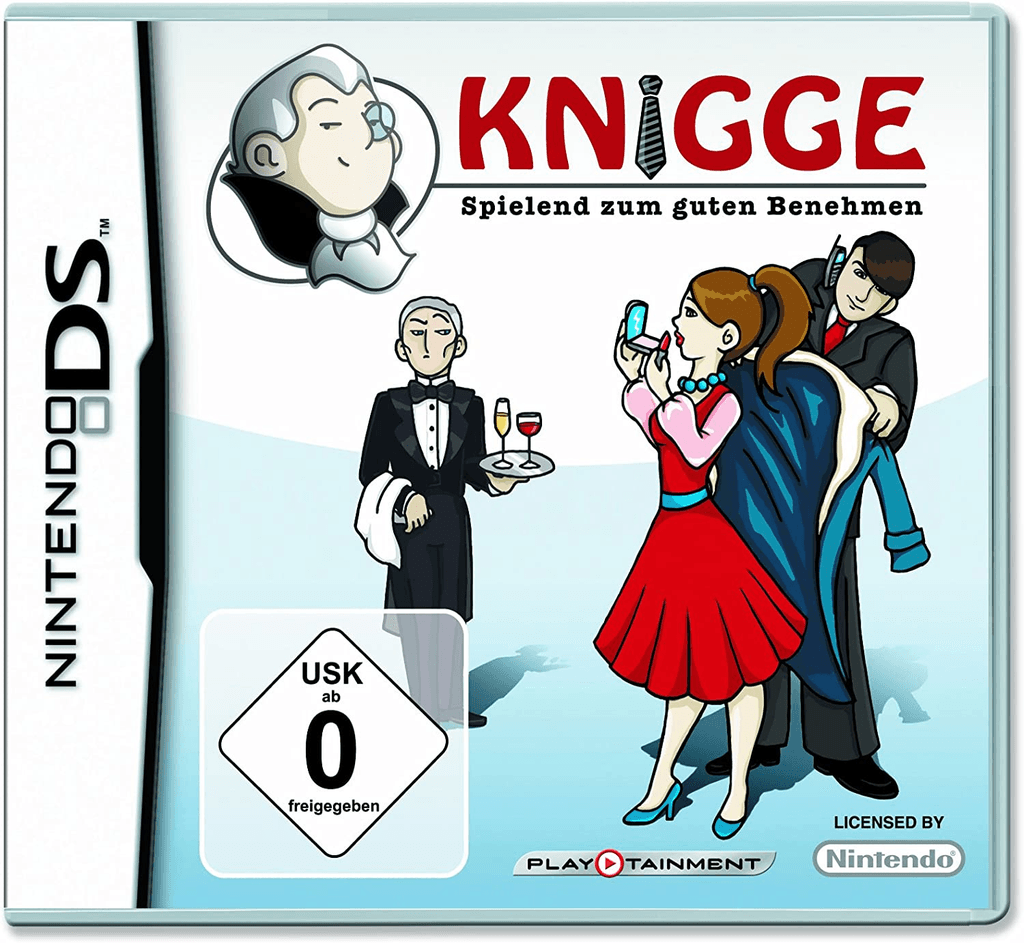 NINTENDO DS™
KNIGGE
Spielend zum guten Benehmen
USK
ab
0
freigegeben
PLAYTAINMENT
LICENSED BY
Nintendo®